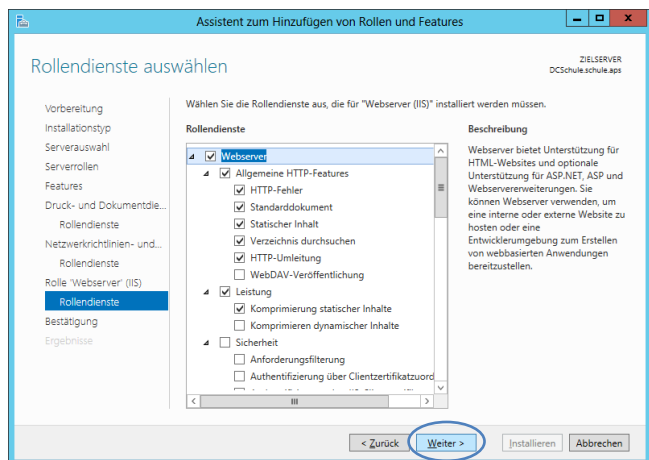 Assistent zum Hinzufügen von Rollen und Features
Rollendienste auswählen
ZIELSERVER
DCSchule.schule.aps
Vorbereitung
Installationstyp
Serverauswahl
Serverrollen
Features
Druck- und Dokumentdie...
Rollendienste
Netzwerkrichtlinien- und...
Rollendienste
Rolle 'Webserver' (IIS)
Rollendienste
Bestätigung
Ergebnisse
Wählen Sie die Rollendienste aus, die für "Webserver (IIS)" installiert werden müssen.
Rollendienste
Webserver
Allgemeine HTTP-Features
HTTP-Fehler
Standarddokument
Statischer Inhalt
Verzeichnis durchsuchen
HTTP-Umleitung
WebDAV-Veröffentlichung
Leistung
Komprimierung statischer Inhalte
Komprimieren dynamischer Inhalte
Sicherheit
Anforderungsfilterung
Authentifizierung über Clientzertifikatzuord
Beschreibung
Webserver bietet Unterstützung für
HTML-Websites und optionale
Unterstützung für ASP.NET, ASP und
Webservererweiterungen. Sie
können Webserver verwenden, um
eine interne oder externe Website zu
hosten oder eine
Entwicklerumgebung zum Erstellen
von webbasierten Anwendungen
bereitzustellen.
< Zurück
Weiter >
Installieren
Abbrechen